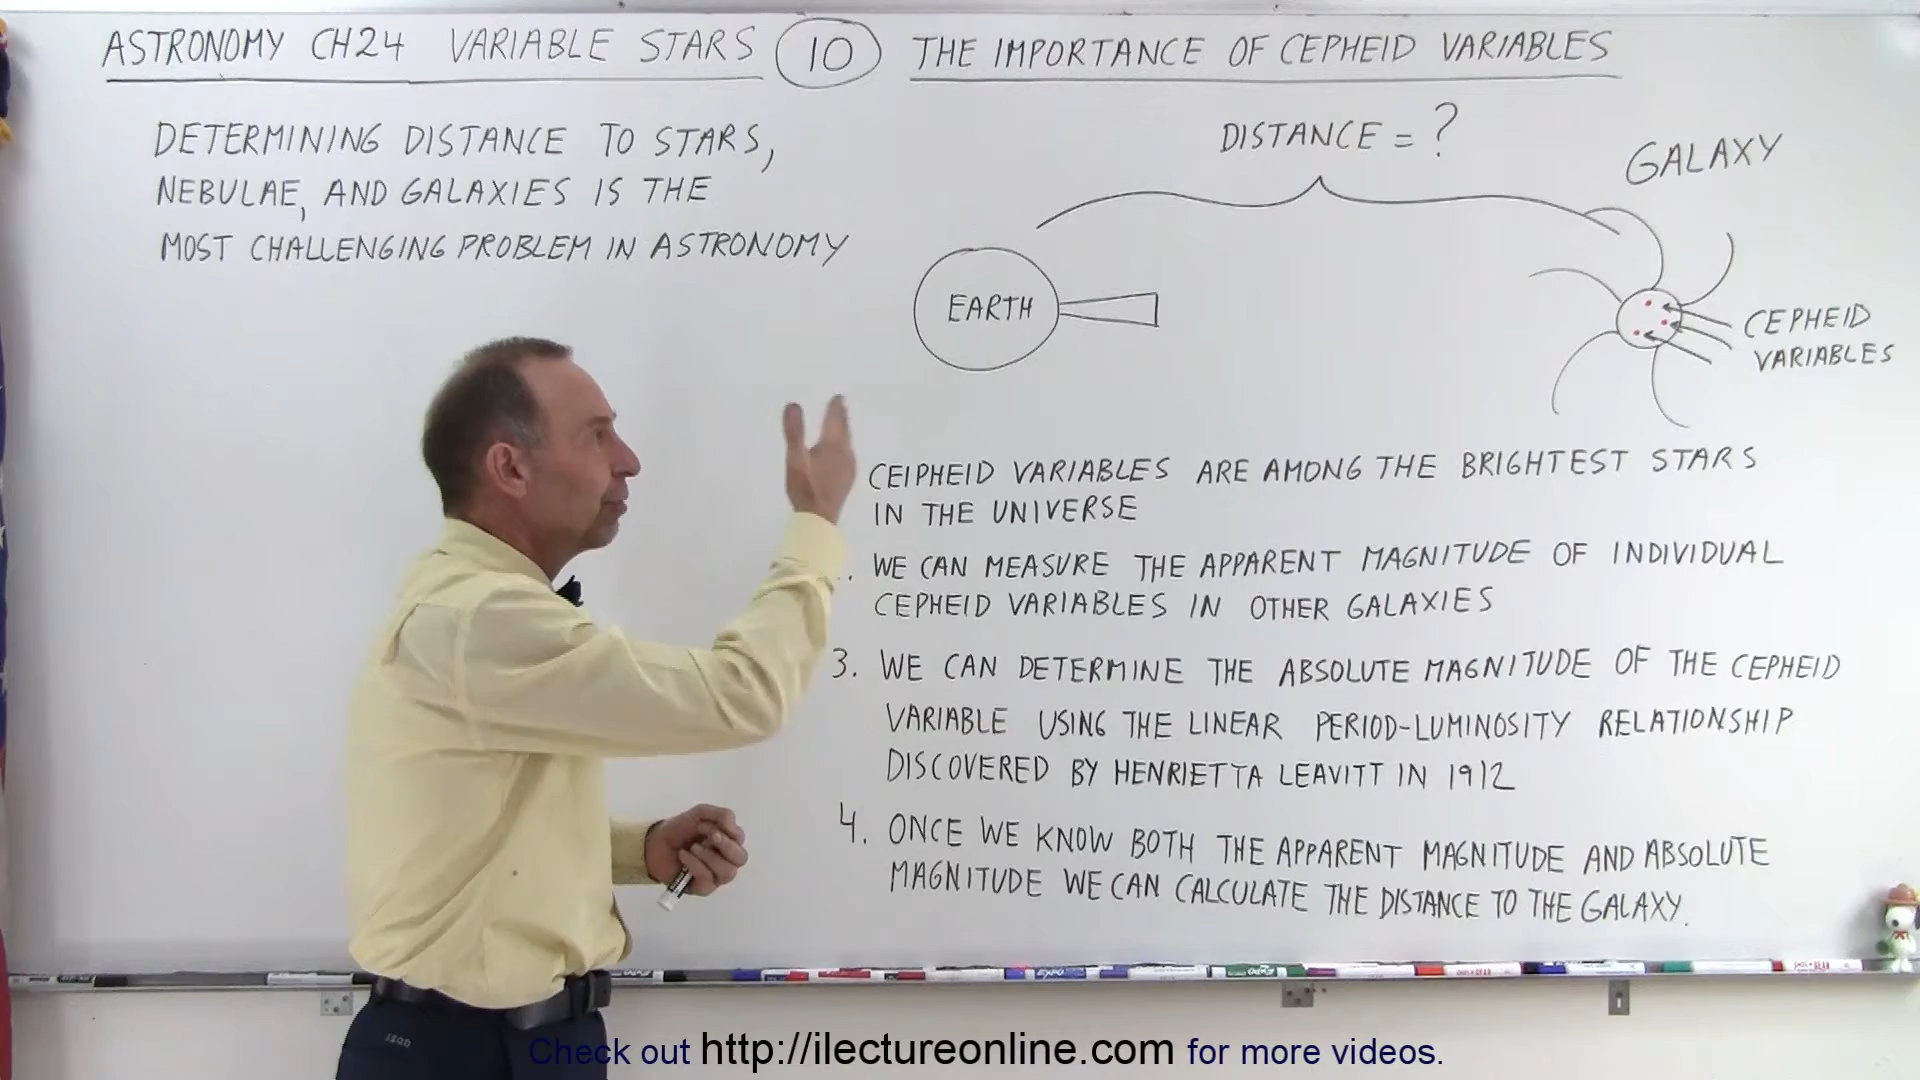 ASTRONOMY CH24 VARIABLE STARS 10 THE IMPORTANCE OF CEPHEID VARIABLES
DETERMINING DISTANCE TO STARS,
NEBULAE, AND GALAXIES IS THE
MOST CHALLENGING PROBLEM IN ASTRONOMY
DISTANCE = ?
GALAXY
EARTH
CEPHEID
VARIABLES
CEIPHEID VARIABLES ARE AMONG THE BRIGHTEST STARS
IN THE UNIVERSE
WE CAN MEASURE THE APPARENT MAGNITUDE OF INDIVIDUAL
CEPHEID VARIABLES IN OTHER GALAXIES
3. WE CAN DETERMINE THE ABSOLUTE MAGNITUDE OF THE CEPHEID
VARIABLE USING THE LINEAR PERIOD-LUMINOSITY RELATIONSHIP
DISCOVERED BY HENRIETTA LEAVITT IN 1912
4. ONCE WE KNOW BOTH THE APPARENT MAGNITUDE AND ABSOLUTE
MAGNITUDE WE CAN CALCULATE THE DISTANCE TO THE GALAXY.
EXPO
IZOD
Check out http://ilectureonline.com for more videos.